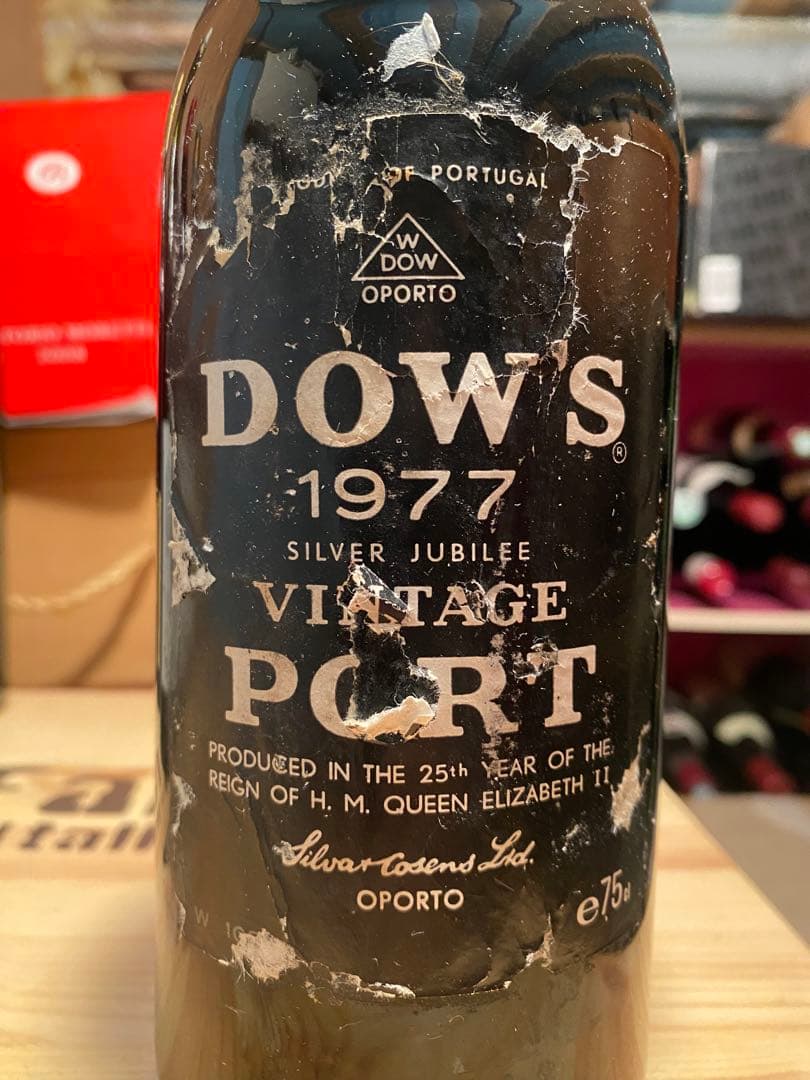 OF PORTUGAL
W
DOW
OPORTO
DOW'S
®
1977
SILVER JUBILEE
VINTAGE
PORT
PRODUCED IN THE 25th YEAR OF THE
REIGN OF H. M. QUEEN ELIZABETH II
Silva & Cosens Ltd.
OPORTO
e 75cl